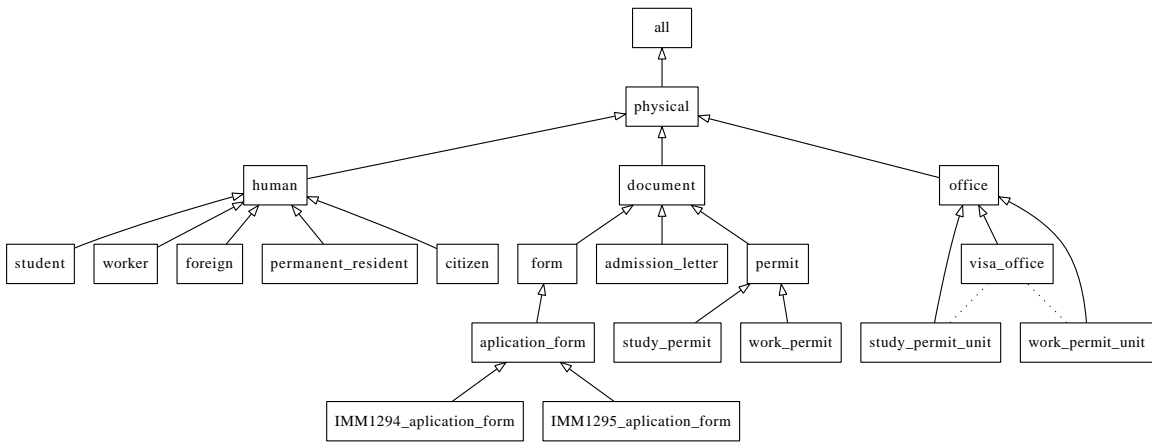 all
physical
human
document
office
student
worker
foreign
permanent_resident
citizen
form
admission_letter
permit
visa_office
aplication_form
study_permit
work_permit
study_permit_unit
work_permit_unit
IMM1294_aplication_form
IMM1295_aplication_form